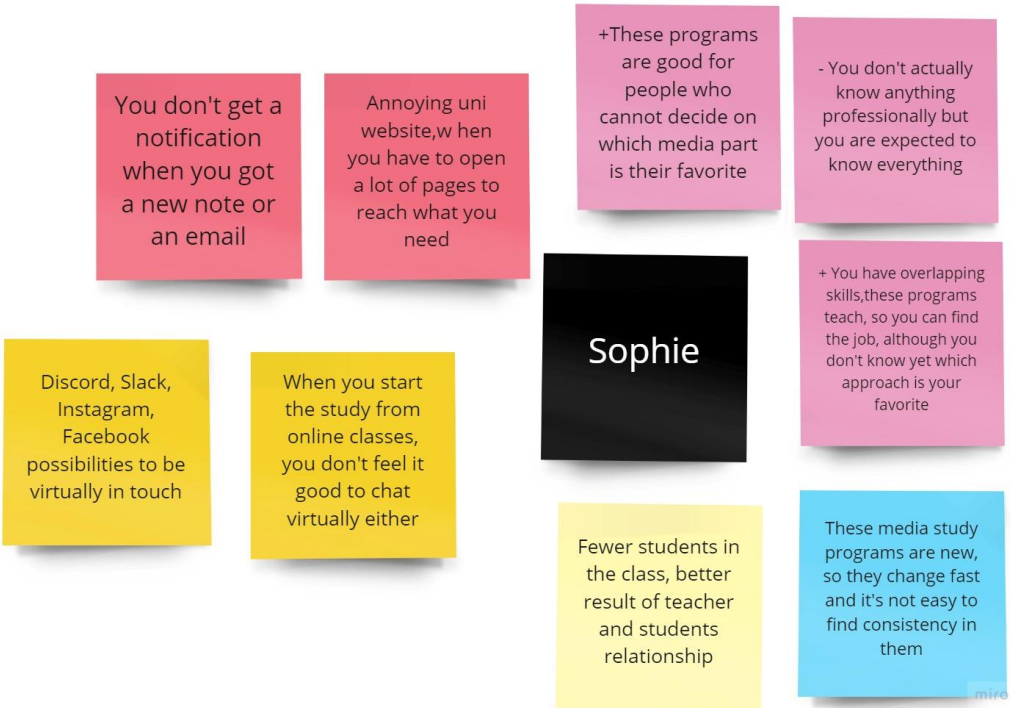 You don't get a
notification
when you got
a new note or
an email
Annoying uni
website,w hen
you have to open
a lot of pages to
reach what you
need
+These programs
are good for
people who
cannot decide on
which media part
is their favorite
- You don't actually
know anything
professionally but
you are expected to
know everything
Sophie
+ You have overlapping
skills,these programs
teach, so you can find
the job, although you
don't know yet which
approach is your
favorite
Discord, Slack,
Instagram,
Facebook
possibilities to be
virtually in touch
When you start
the study from
online classes,
you don't feel it
good to chat
virtually either
Fewer students in
the class, better
result of teacher
and students
relationship
These media study
programs are new,
so they change fast
and it's not easy to
find consistency in
them
miro